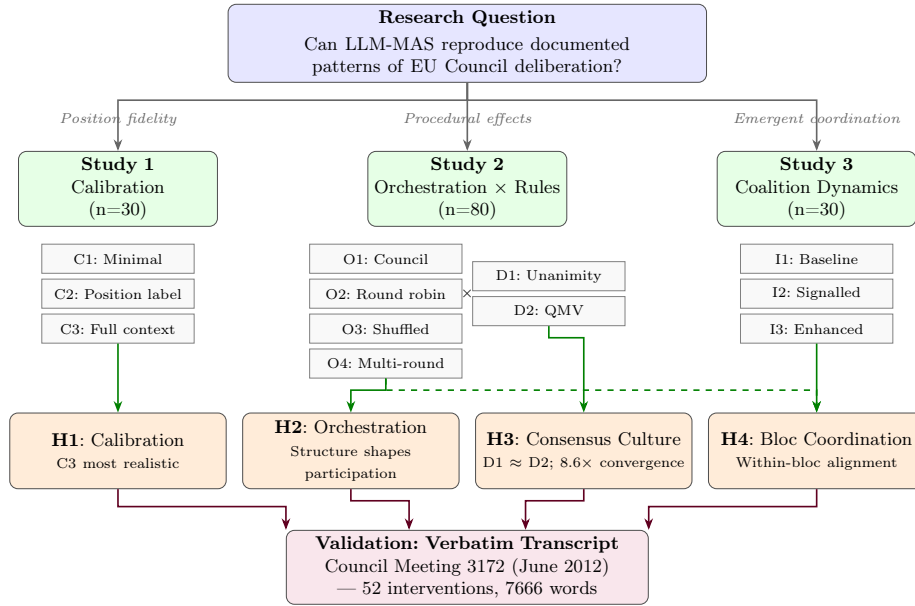 Research Question
Can LLM-MAS reproduce documented
patterns of EU Council deliberation?
Position fidelity
Procedural effects
Emergent coordination
Study 1
Calibration
(n=30)
Study 2
Orchestration × Rules
(n=80)
Study 3
Coalition Dynamics
(n=30)
C1: Minimal
C2: Position label
C3: Full context
O1: Council
O2: Round robin
O3: Shuffled
O4: Multi-round
×
D1: Unanimity
D2: QMV
I1: Baseline
I2: Signalled
I3: Enhanced
H1: Calibration
C3 most realistic
H2: Orchestration
Structure shapes
participation
H3: Consensus Culture
D1 ≈ D2; 8.6× convergence
H4: Bloc Coordination
Within-bloc alignment
Validation: Verbatim Transcript
Council Meeting 3172 (June 2012)
— 52 interventions, 7666 words